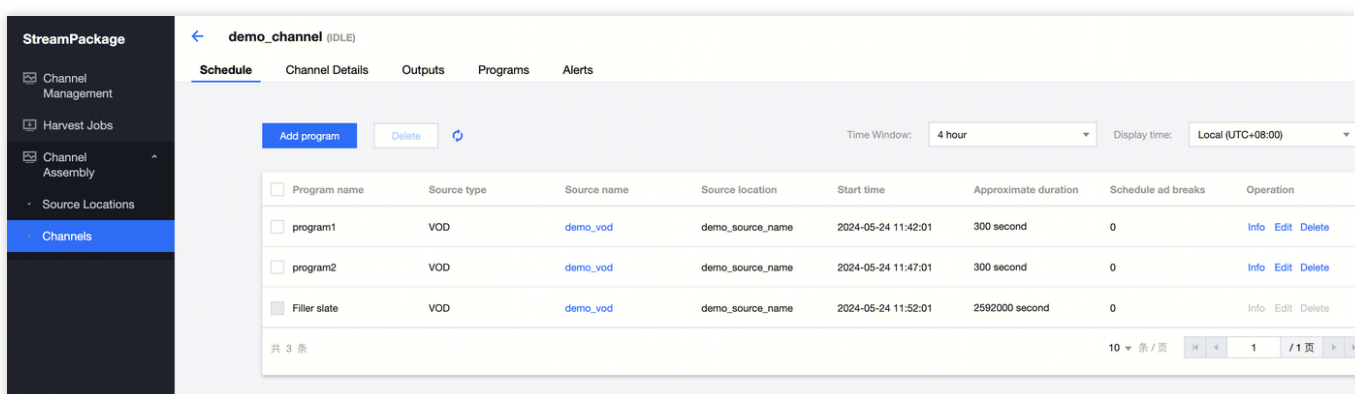 StreamPackage
Channel
Management
Harvest Jobs
Channel
Assembly
Source Locations
Channels
demo_channel (IDLE)
Schedule Channel Details Outputs Programs Alerts
Add program Delete Time Window: 4 hour Display time: Local (UTC+08:00)
Program name Source type Source name Source location Start time Approximate duration Schedule ad breaks Operation
program1 VOD demo_vod demo_source_name 2024-05-24 11:42:01 300 second 0 Info Edit Delete
program2 VOD demo_vod demo_source_name 2024-05-24 11:47:01 300 second 0 Info Edit Delete
Filler slate VOD demo_vod demo_source_name 2024-05-24 11:52:01 2592000 second 0 Info Edit Delete
共 3 条 10 条 / 页 1 / 1 页